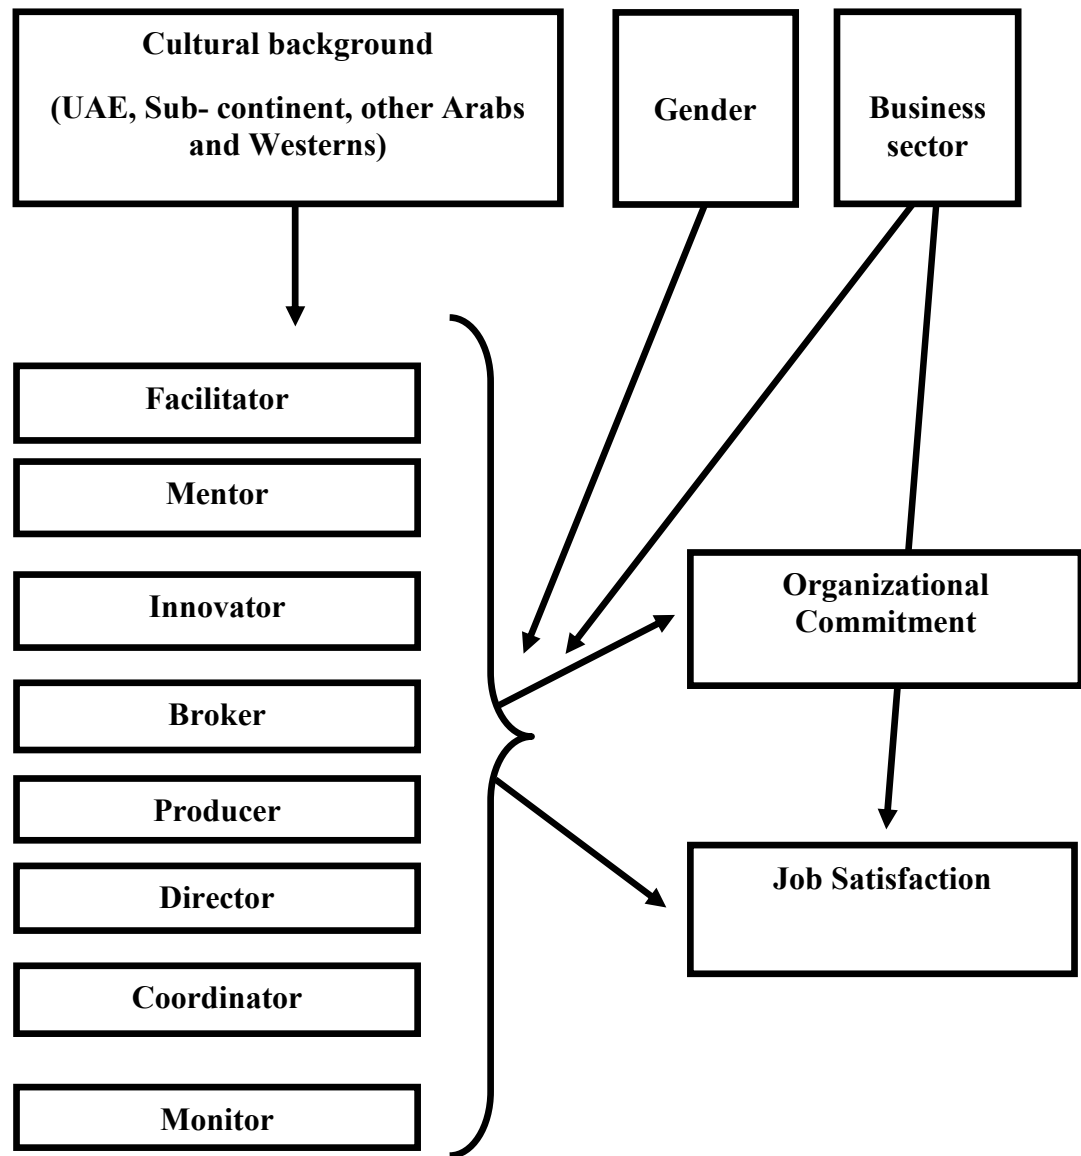 Cultural background
(UAE, Sub- continent, other Arabs
and Westerns)
Gender
Business
sector
Facilitator
Mentor
Innovator
Broker
Producer
Director
Coordinator
Monitor
Organizational
Commitment
Job Satisfaction